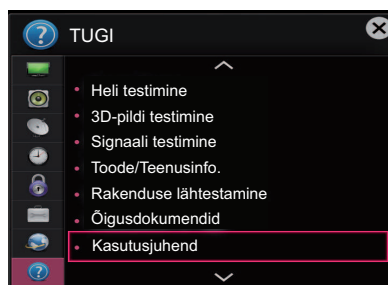 TUGI
Heli testimine
3D-pildi testimine
Signaali testimine
Toode/Teenusinfo.
Rakenduse lähtestamine
Õigusdokumendid
Kasutusjuhend